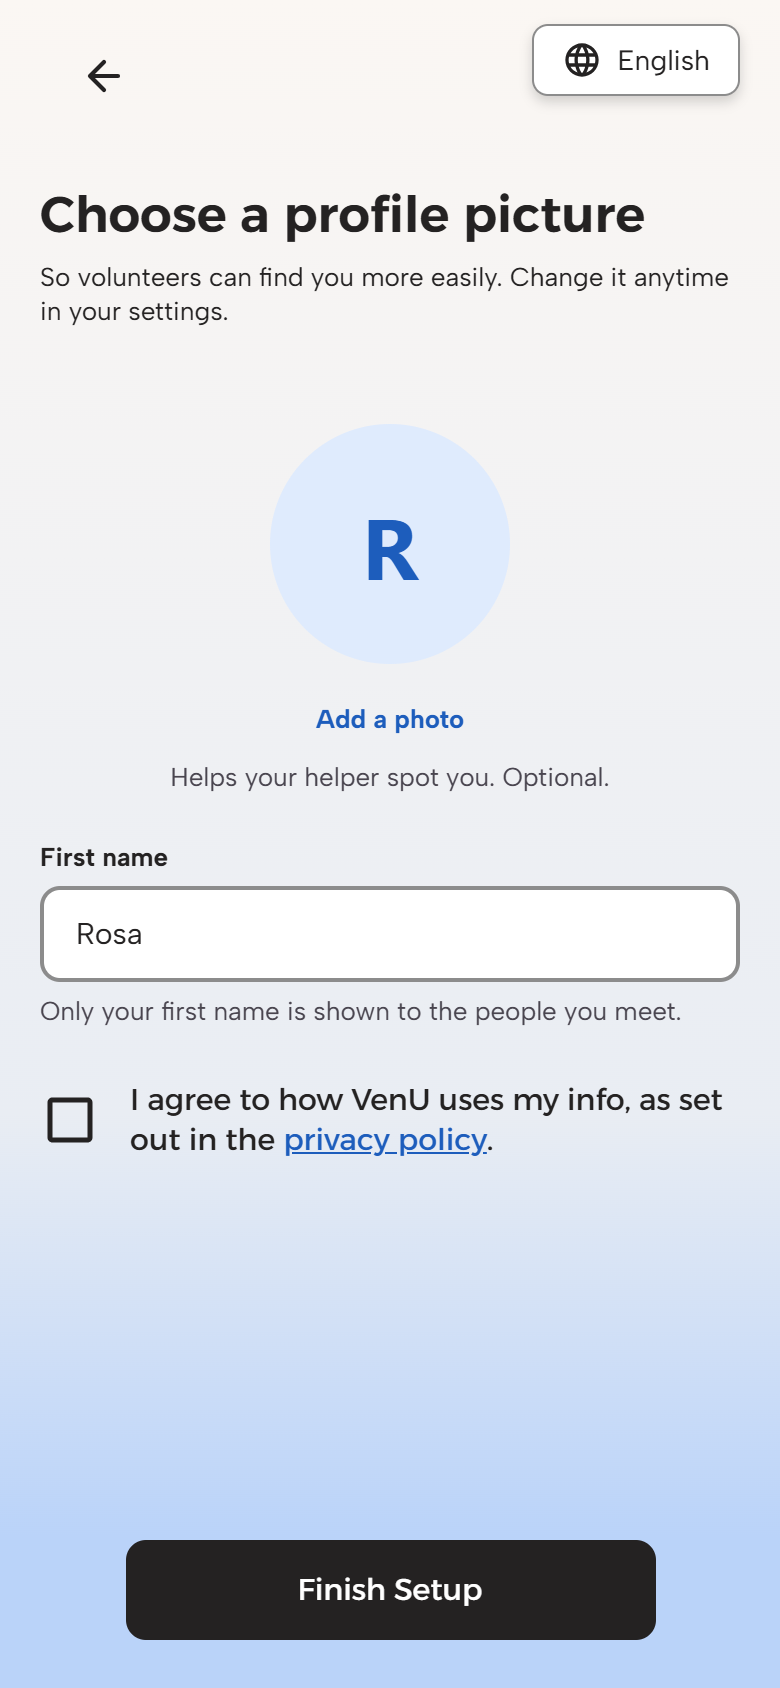 English
Choose a profile picture
So volunteers can find you more easily. Change it anytime
in your settings.
R
Add a photo
Helps your helper spot you. Optional.
First name
Rosa
Only your first name is shown to the people you meet.
I agree to how VenU uses my info, as set
out in the privacy policy.
Finish Setup